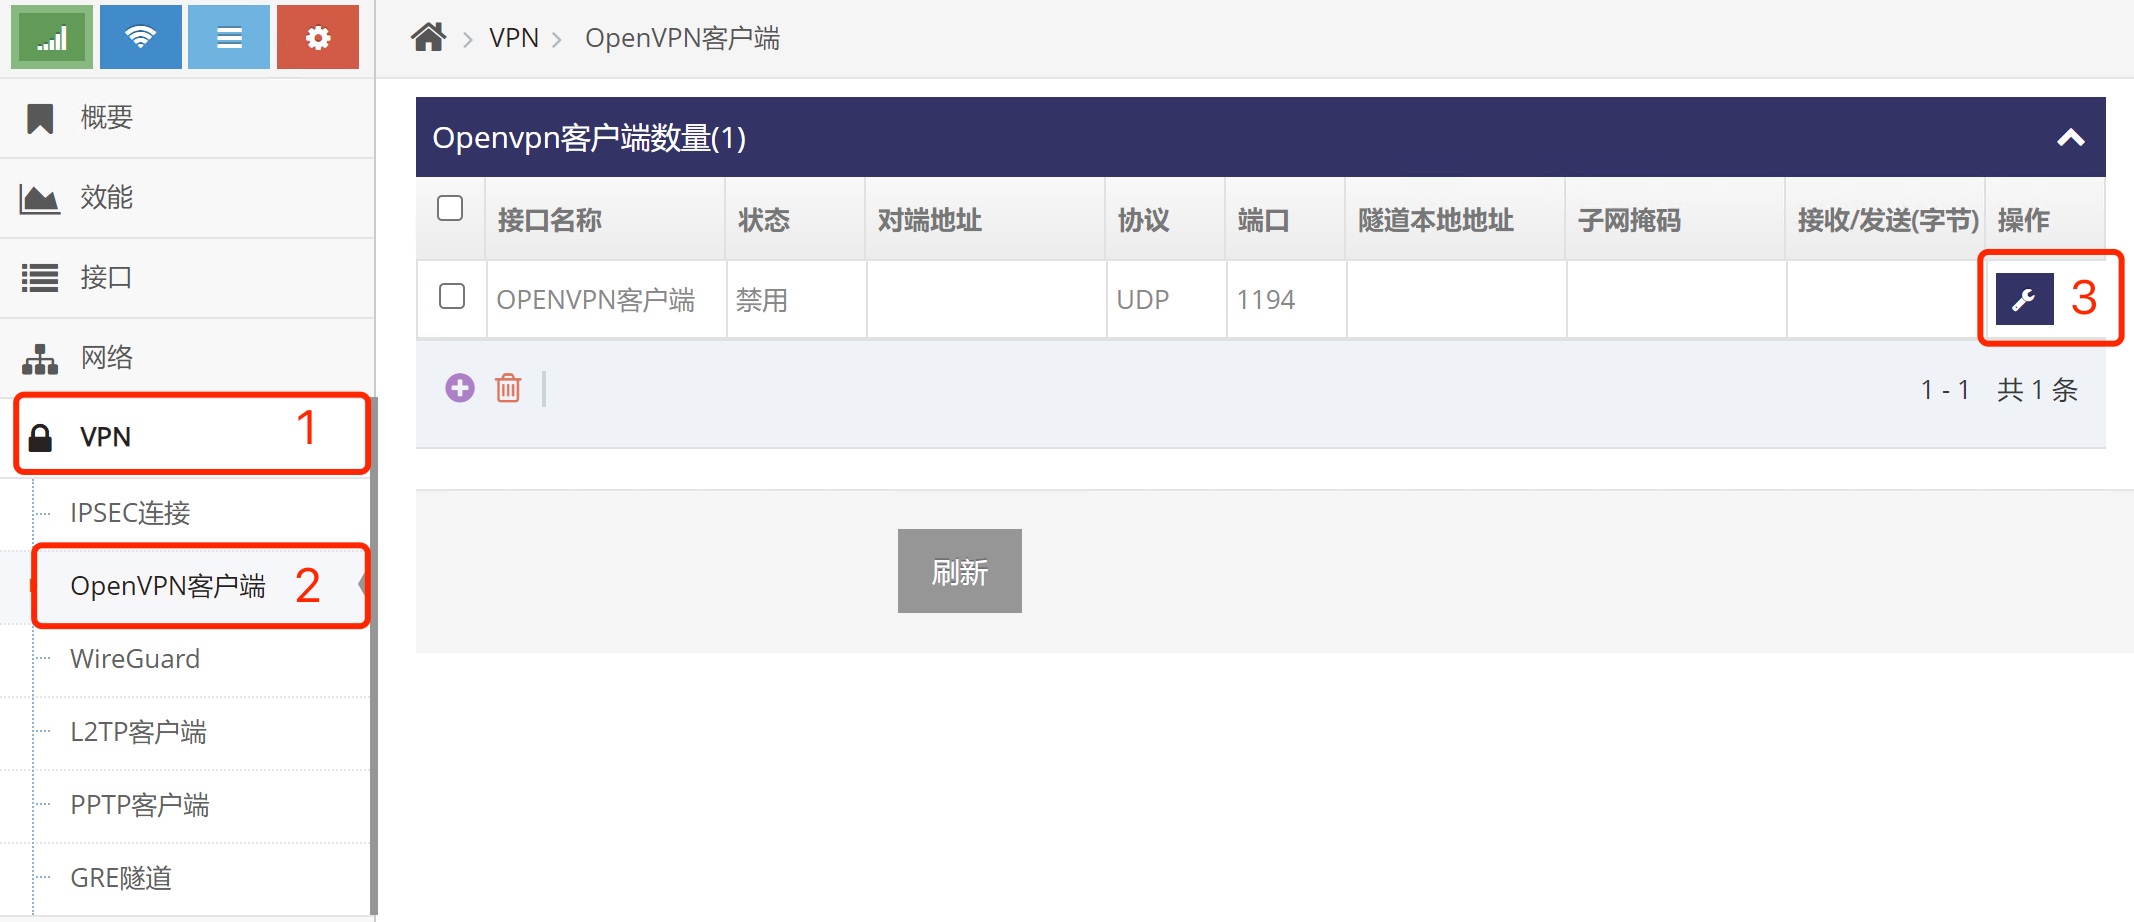 VPN OpenVPN客户端
概要
效能
接口
网络
VPN 1
IPSEC连接
OpenVPN客户端 2
WireGuard
L2TP客户端
PPTP客户端
GRE隧道
Openvpn客户端数量(1)
接口名称 状态 对端地址 协议 端口 隧道本地地址 子网掩码 接收/发送(字节) 操作
OPENVPN客户端 禁用 UDP 1194 3
1 - 1 共 1 条
刷新